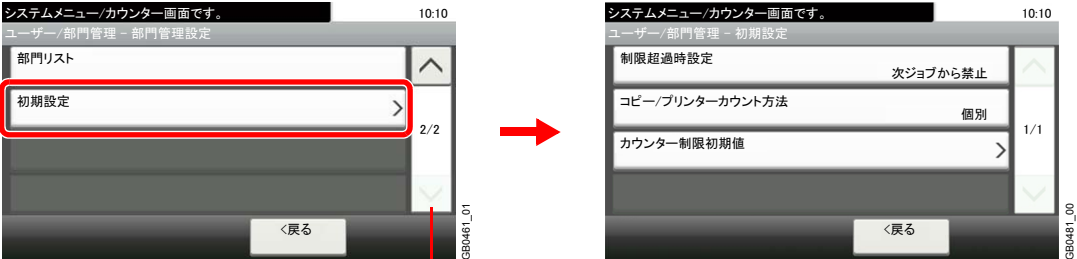 システムメニュー/カウンター画面です。
10:10
ユーザー/部門管理 - 部門管理設定
部門リスト
初期設定
2/2
<戻る
GB0461_01
システムメニュー/カウンター画面です。
10:10
ユーザー/部門管理 - 初期設定
制限超過時設定
次ジョブから禁止
コピー/プリンターカウント方法
個別
カウンター制限初期値
1/1
<戻る
GB0481_00